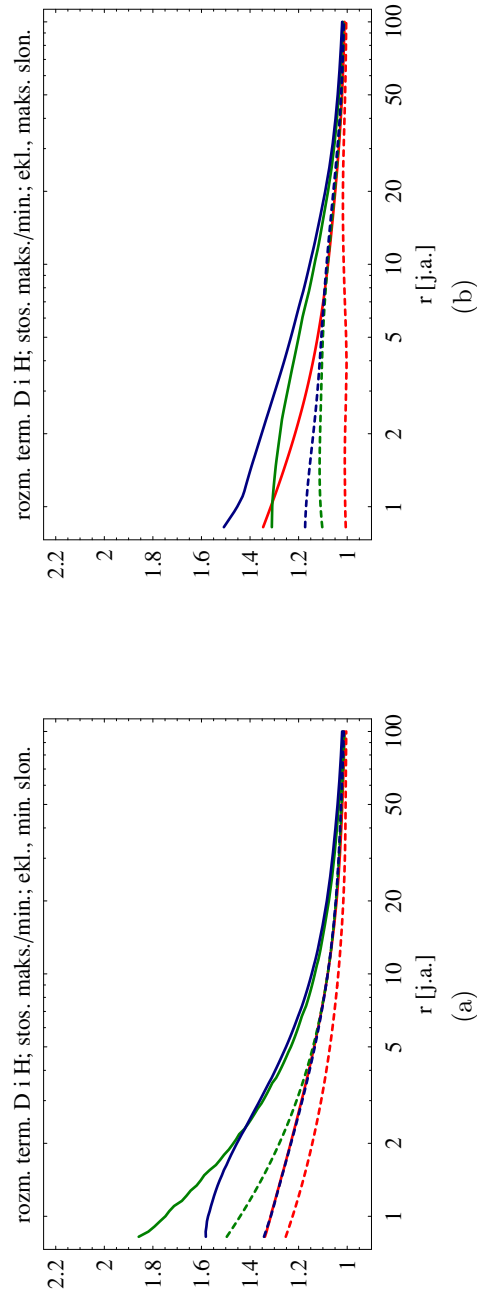 rozm. term. D i H; stos. maks./min.; ekl., min. slon.
2.2
2
1.8
1.6
1.4
1.2
1
1 2 5 10 20 50 100
r [j.a.]
(a)
rozm. term. D i H; stos. maks./min.; ekl., maks. slon.
2.2
2
1.8
1.6
1.4
1.2
1
1 2 5 10 20 50 100
r [j.a.]
(b)